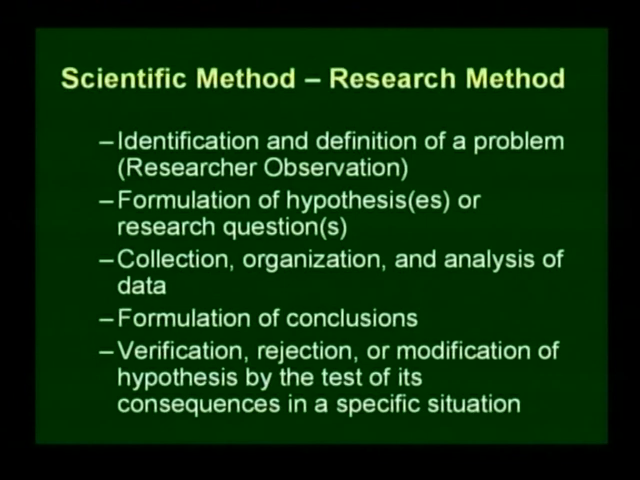 Scientific Method – Research Method
–Identification and definition of a problem
(Researcher Observation)
–Formulation of hypothesis(es) or
research question(s)
–Collection, organization, and analysis of
data
–Formulation of conclusions
–Verification, rejection, or modification of
hypothesis by the test of its
consequences in a specific situation